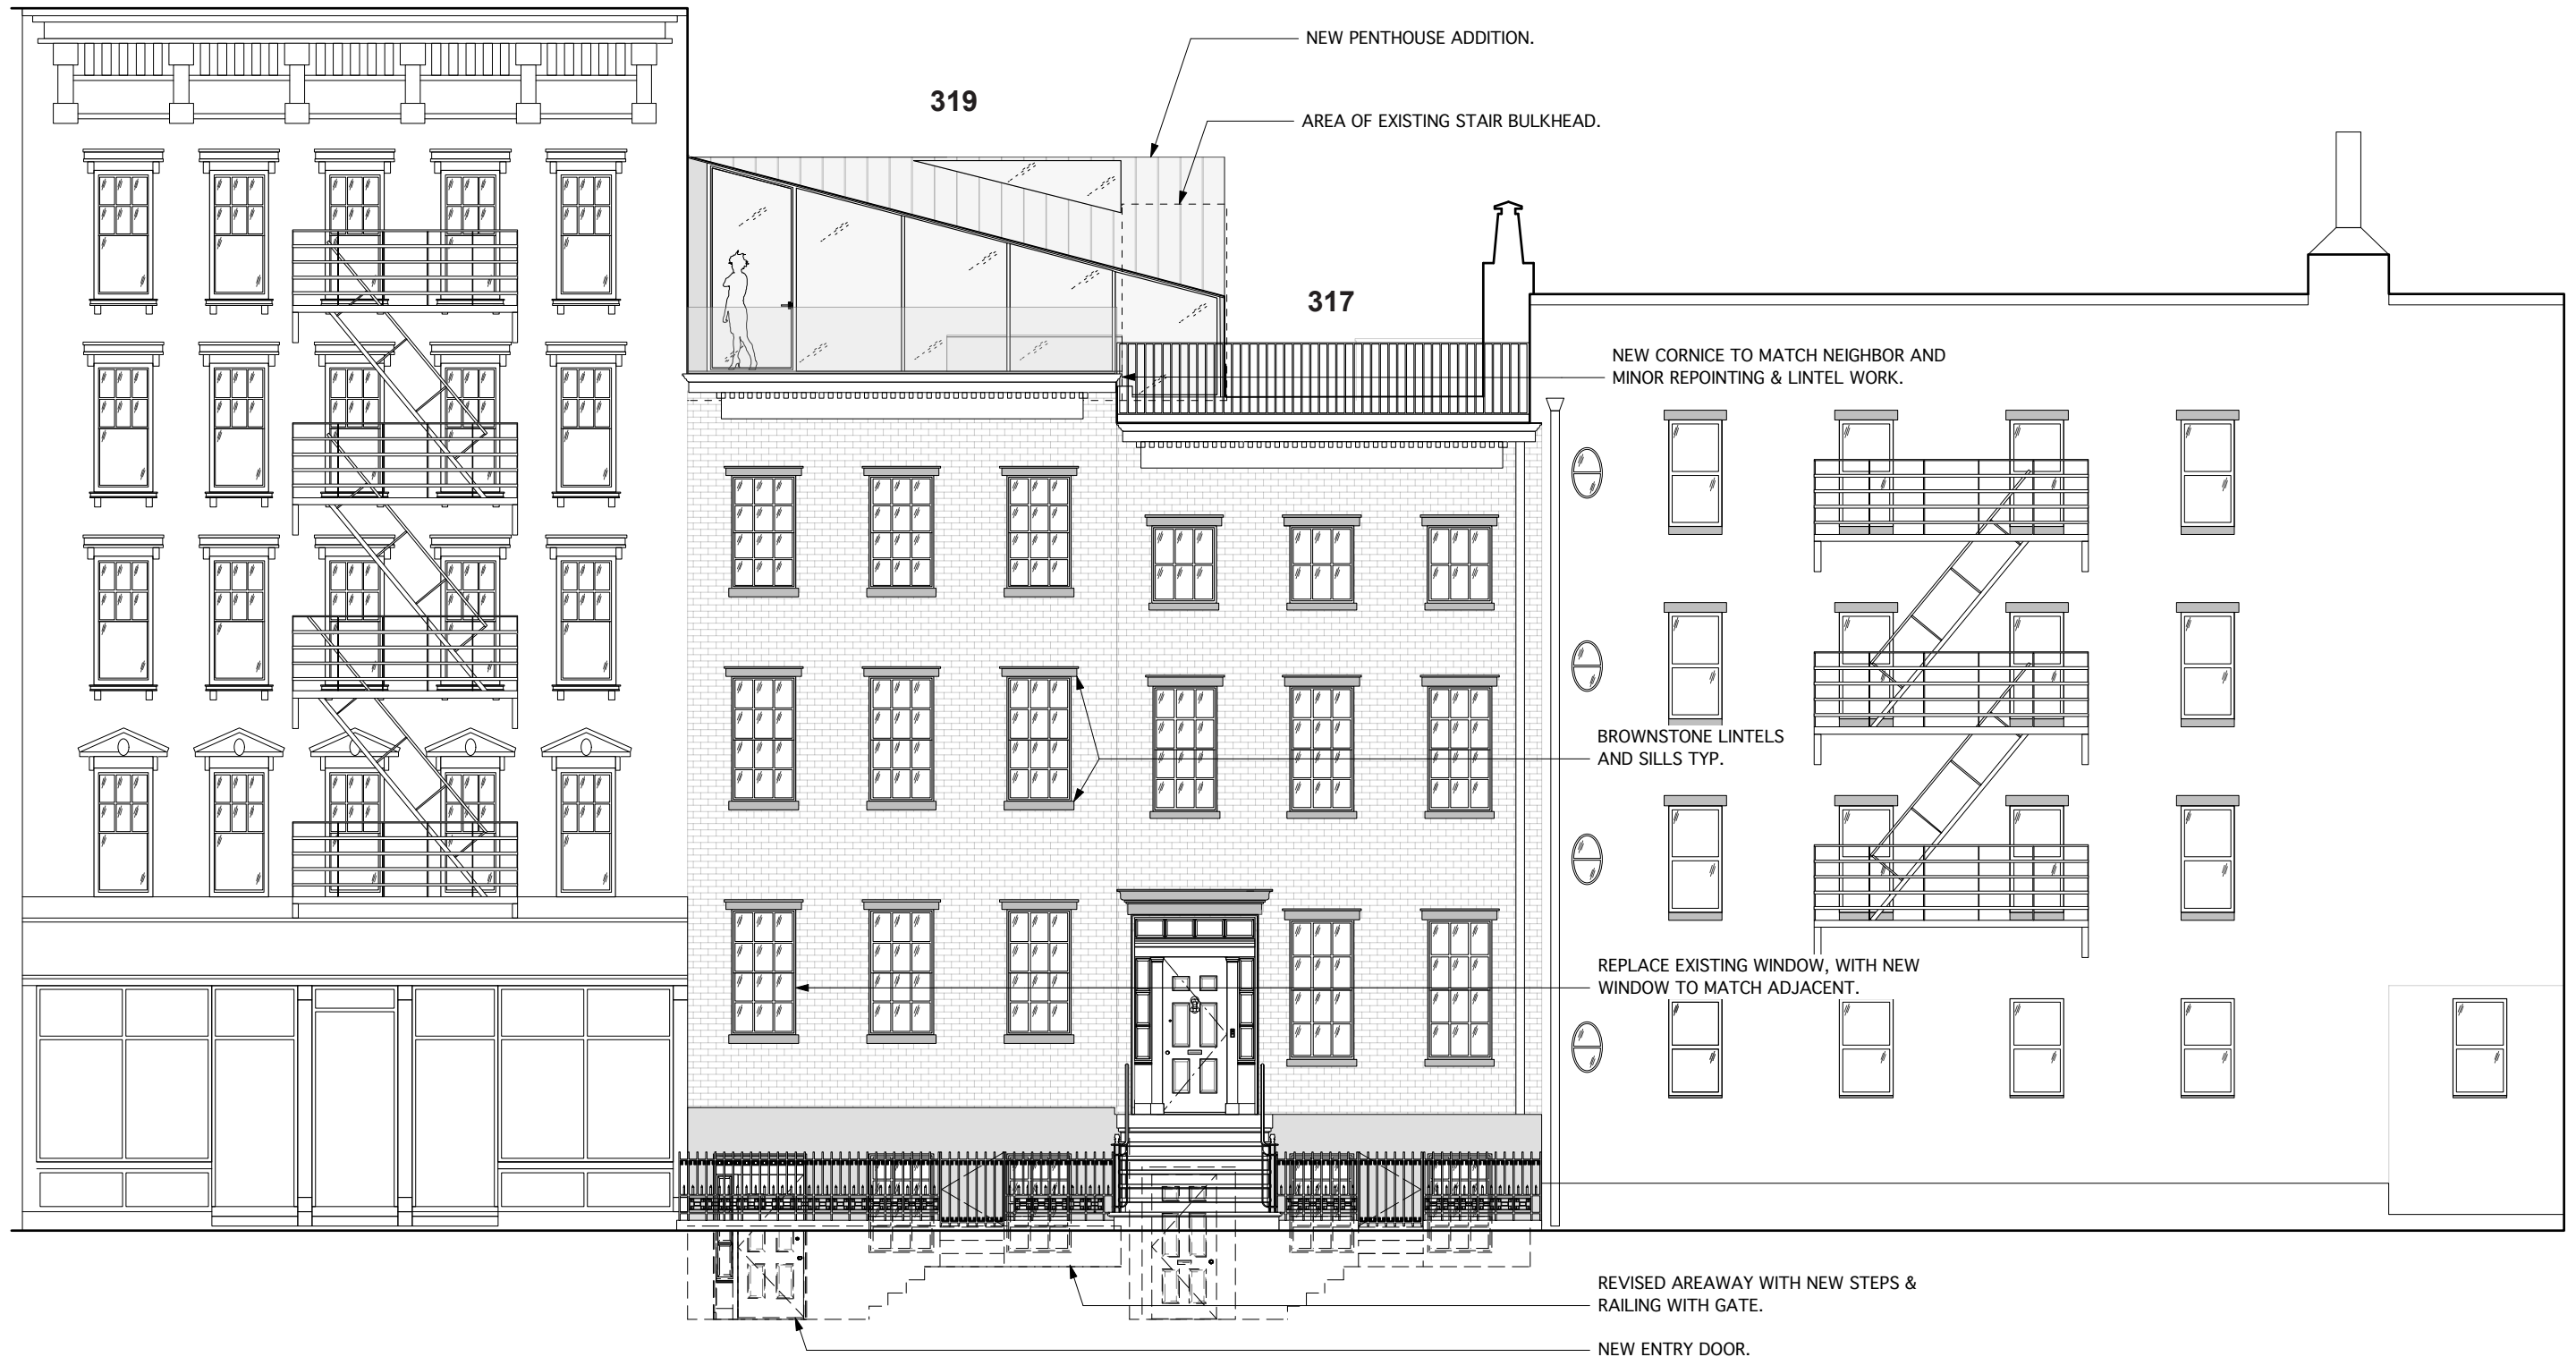 NEW PENTHOUSE ADDITION.
319
AREA OF EXISTING STAIR BULKHEAD.
317
NEW CORNICE TO MATCH NEIGHBOR AND
MINOR REPOINTING & LINTEL WORK.
BROWNSTONE LINTELS
AND SILLS TYP.
REPLACE EXISTING WINDOW, WITH NEW
WINDOW TO MATCH ADJACENT.
REVISED AREAWAY WITH NEW STEPS &
RAILING WITH GATE.
NEW ENTRY DOOR.